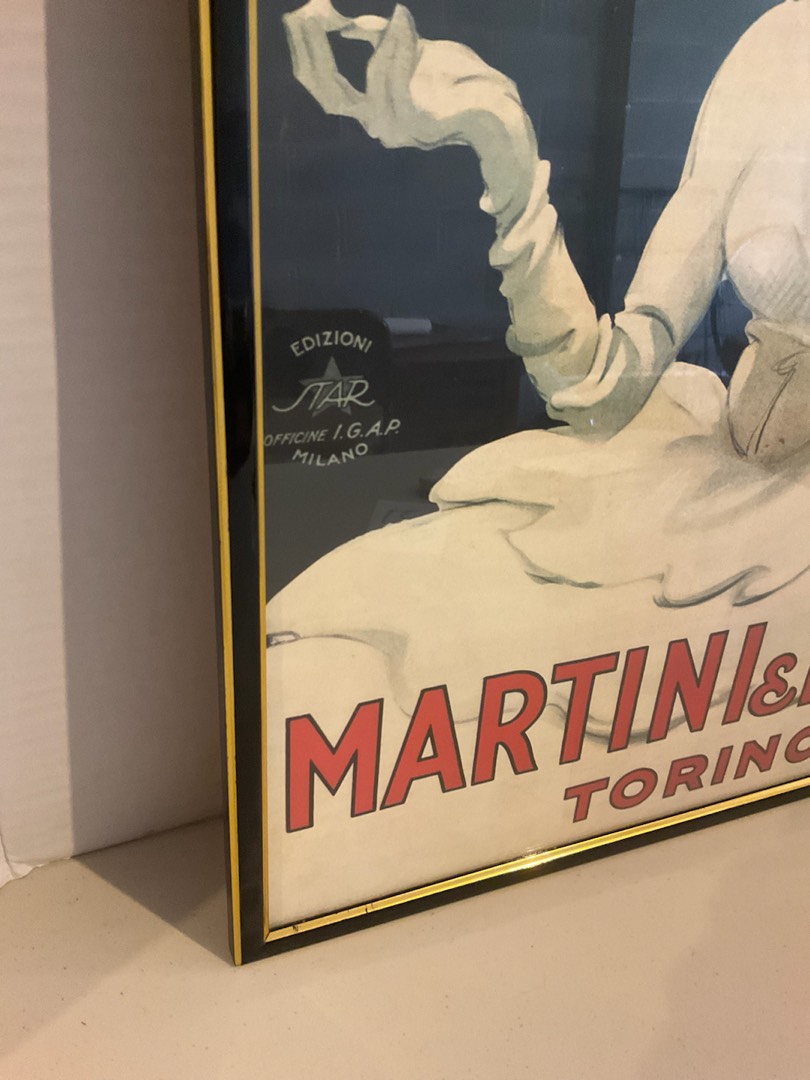 EDIZIONI
STAR
OFFICINE I.G.A.P.
MILANO
MARTINI &
TORINO